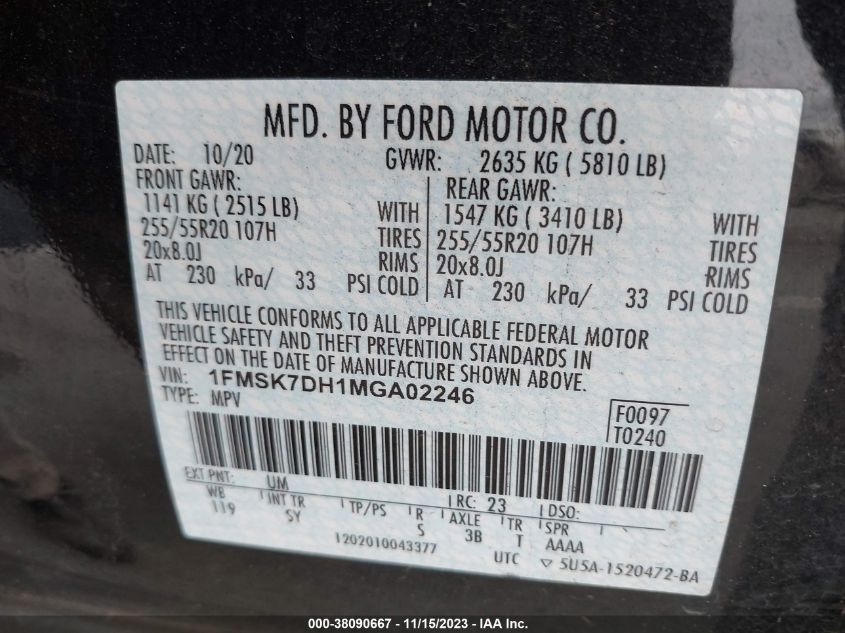 MFD. BY FORD MOTOR CO.
DATE: 10/20 GVWR: 2635 KG ( 5810 LB)
FRONT GAWR: REAR GAWR:
1141 KG ( 2515 LB) WITH 1547 KG ( 3410 LB) WITH
255/55R20 107H TIRES 255/55R20 107H TIRES
20x8.0J RIMS 20x8.0J RIMS
AT 230 kPa/ 33 PSI COLD AT 230 kPa/ 33 PSI COLD
THIS VEHICLE CONFORMS TO ALL APPLICABLE FEDERAL MOTOR
VEHICLE SAFETY AND THEFT PREVENTION STANDARDS IN
EFFECT ON THE DATE OF MANUFACTURE SHOWN ABOVE.
VIN: 1FMSK7DH1MGA02246
TYPE: MPV
F0097
T0240
EXT PNT: UM RC: 23 DSO:
WB INT TR TP/PS R AXLE TR SPR
119 SY S 3B T AAAA
1202010043377 UTC ▽ 5U5A-1520472-BA
000-38090667 - 11/15/2023 - IAA Inc.